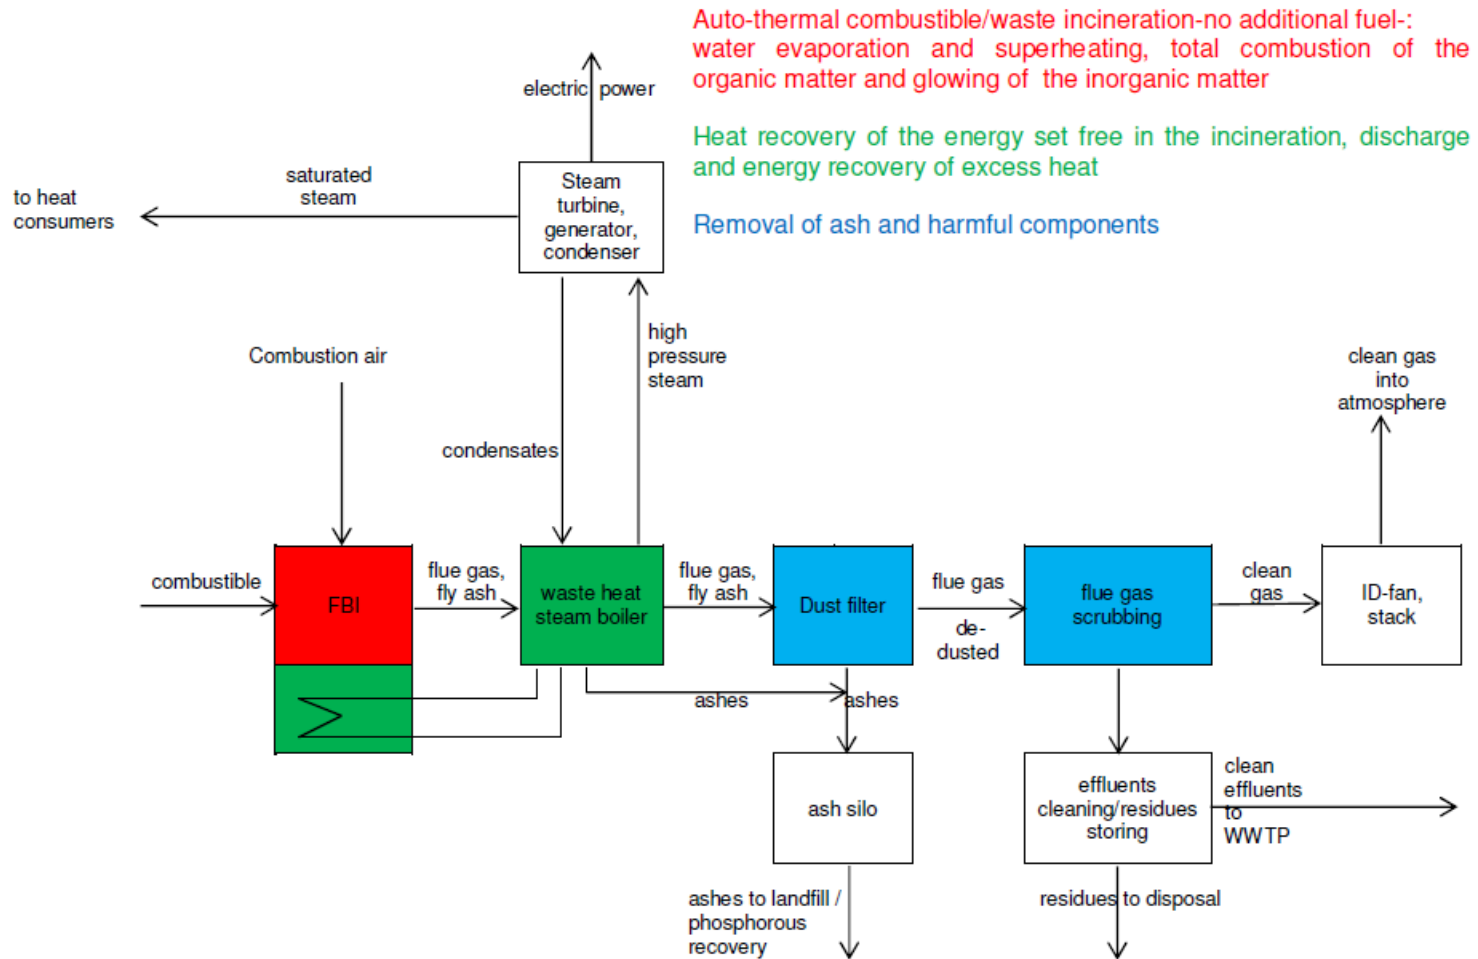 Auto-thermal combustible/waste incineration-no additional fuel-:
water evaporation and superheating, total combustion of the
organic matter and glowing of the inorganic matter
Heat recovery of the energy set free in the incineration, discharge
and energy recovery of excess heat
Removal of ash and harmful components
electric power
saturated
steam
to heat
consumers
Steam
turbine,
generator,
condenser
high
pressure
steam
Combustion air
condensates
clean gas
into
atmosphere
combustible
FBI
flue gas,
fly ash
waste heat
steam boiler
flue gas,
fly ash
Dust filter
flue gas
de-
dusted
flue gas
scrubbing
clean
gas
ID-fan,
stack
ashes
ashes
ash silo
effluents
cleaning/residues
storing
clean
effluents
to
WWTP
ashes to landfill /
phosphorous
recovery
residues to disposal